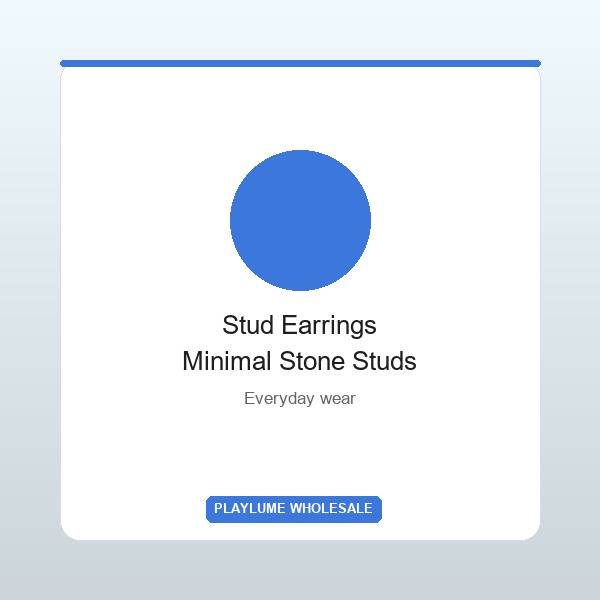 Stud Earrings
Minimal Stone Studs
Everyday wear
PLAYLUME WHOLESALE